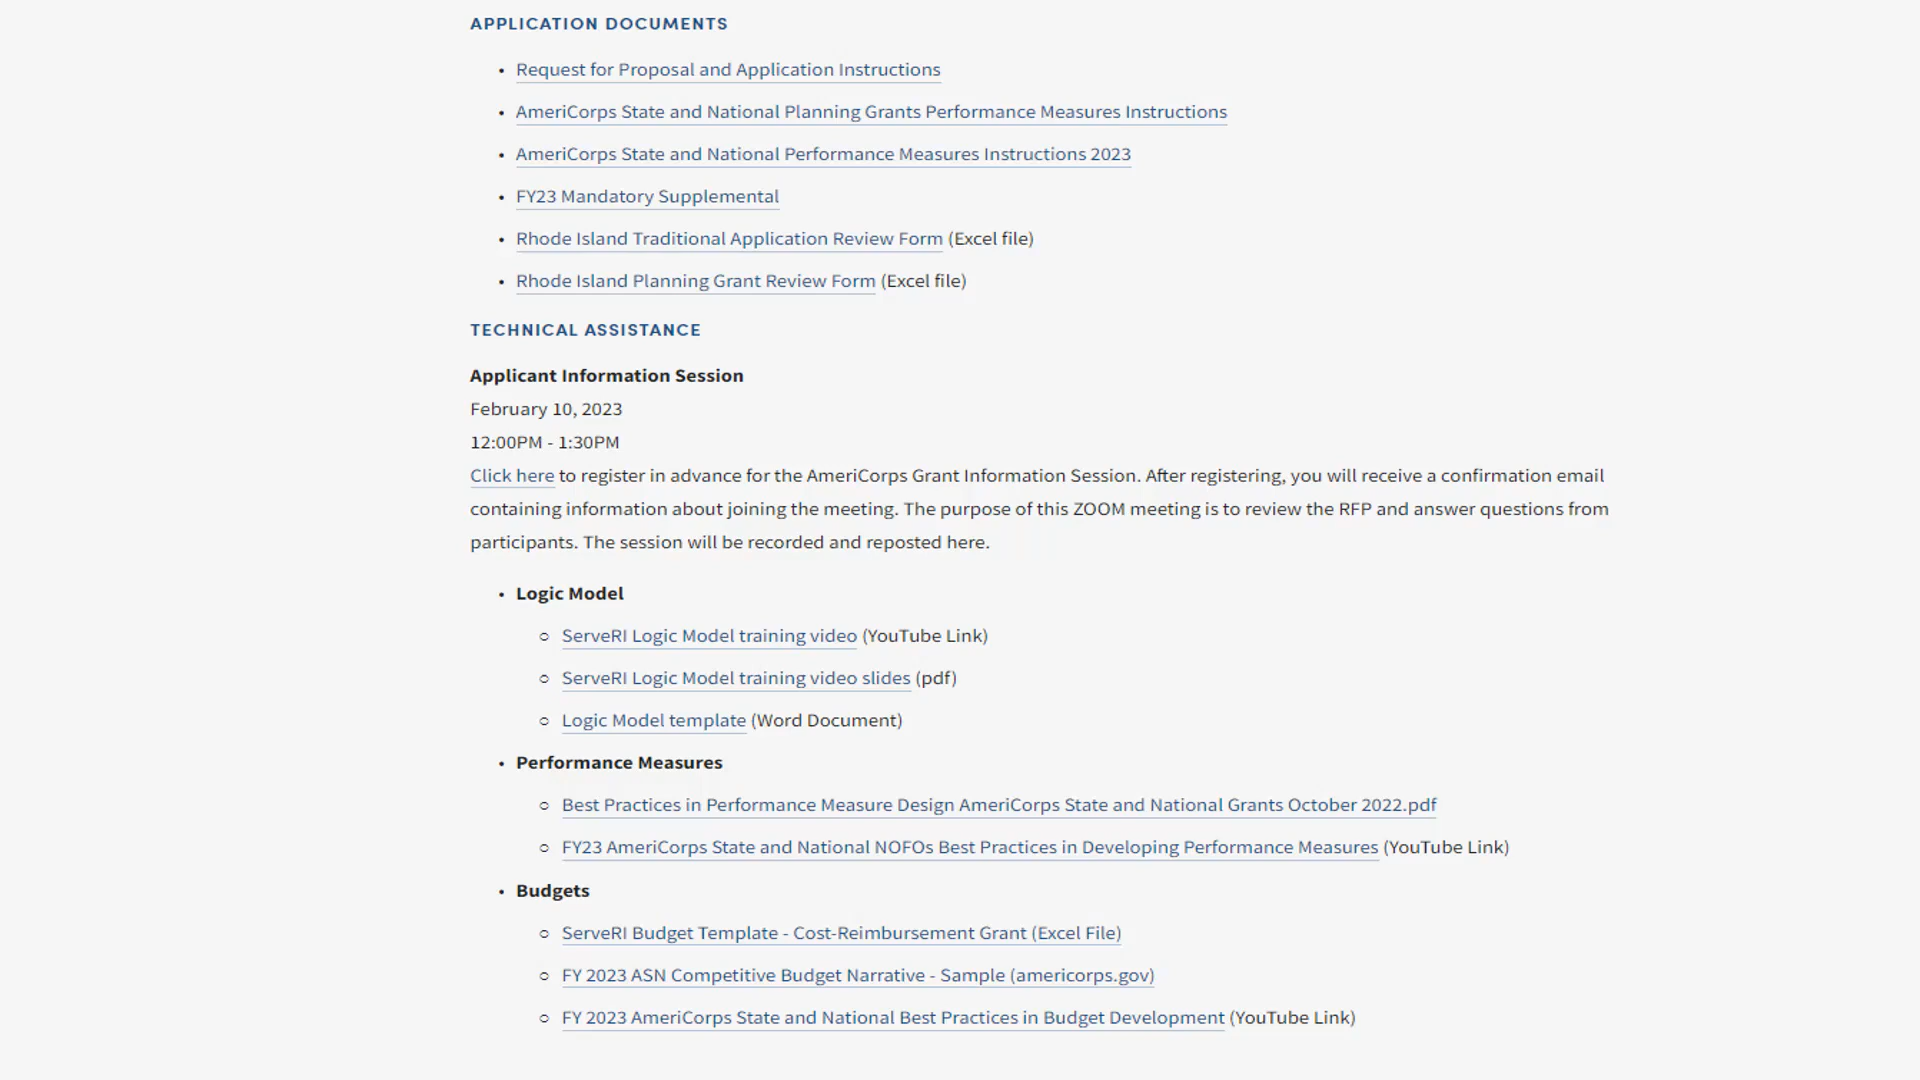 APPLICATION DOCUMENTS
• Request for Proposal and Application Instructions
• AmeriCorps State and National Planning Grants Performance Measures Instructions
• AmeriCorps State and National Performance Measures Instructions 2023
• FY23 Mandatory Supplemental
• Rhode Island Traditional Application Review Form (Excel file)
• Rhode Island Planning Grant Review Form (Excel file)
TECHNICAL ASSISTANCE
Applicant Information Session
February 10, 2023
12:00PM - 1:30PM
Click here to register in advance for the AmeriCorps Grant Information Session. After registering, you will receive a confirmation email
containing information about joining the meeting. The purpose of this ZOOM meeting is to review the RFP and answer questions from
participants. The session will be recorded and reposted here.
• Logic Model
○ ServeRI Logic Model training video (YouTube Link)
○ ServeRI Logic Model training video slides (pdf)
○ Logic Model template (Word Document)
• Performance Measures
○ Best Practices in Performance Measure Design AmeriCorps State and National Grants October 2022.pdf
○ FY23 AmeriCorps State and National NOFOs Best Practices in Developing Performance Measures (YouTube Link)
• Budgets
○ ServeRI Budget Template - Cost-Reimbursement Grant (Excel File)
○ FY 2023 ASN Competitive Budget Narrative - Sample (americorps.gov)
○ FY 2023 AmeriCorps State and National Best Practices in Budget Development (YouTube Link)